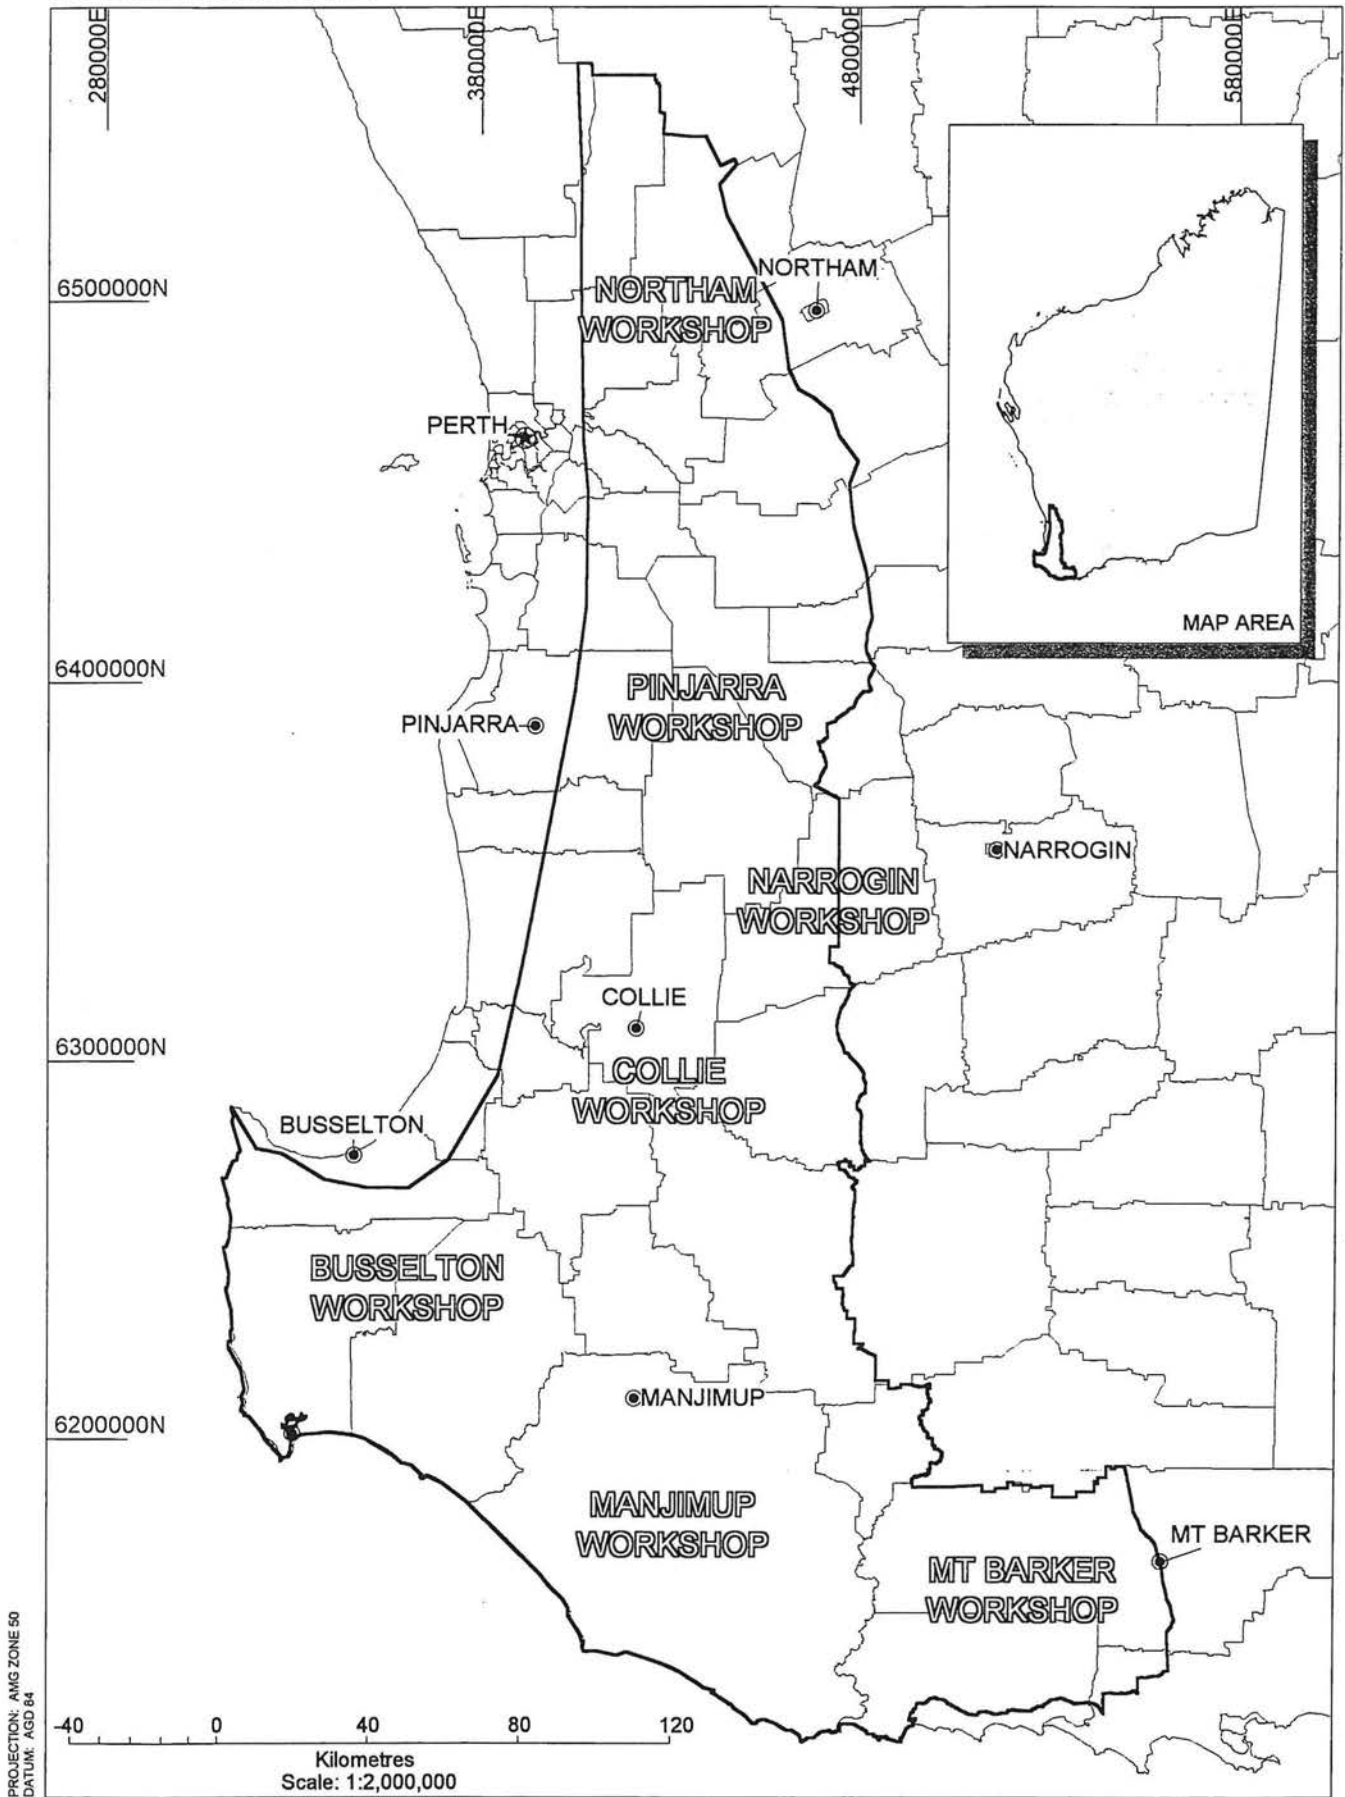 280000E
380000E
480000E
580000E
6500000N
NORTHAM
NORTHAM
WORKSHOP
PERTH
MAP AREA
6400000N
PINJARRA
WORKSHOP
PINJARRA
NARROGIN
NARROGIN
WORKSHOP
COLLIE
6300000N
COLLIE
WORKSHOP
BUSSELTON
BUSSELTON
WORKSHOP
MANJIMUP
6200000N
MANJIMUP
WORKSHOP
MT BARKER
MT BARKER
WORKSHOP
-40 0 40 80 120
Kilometres
Scale: 1:2,000,000
PROJECTION: AMG ZONE 50
DATUM: AGD 84